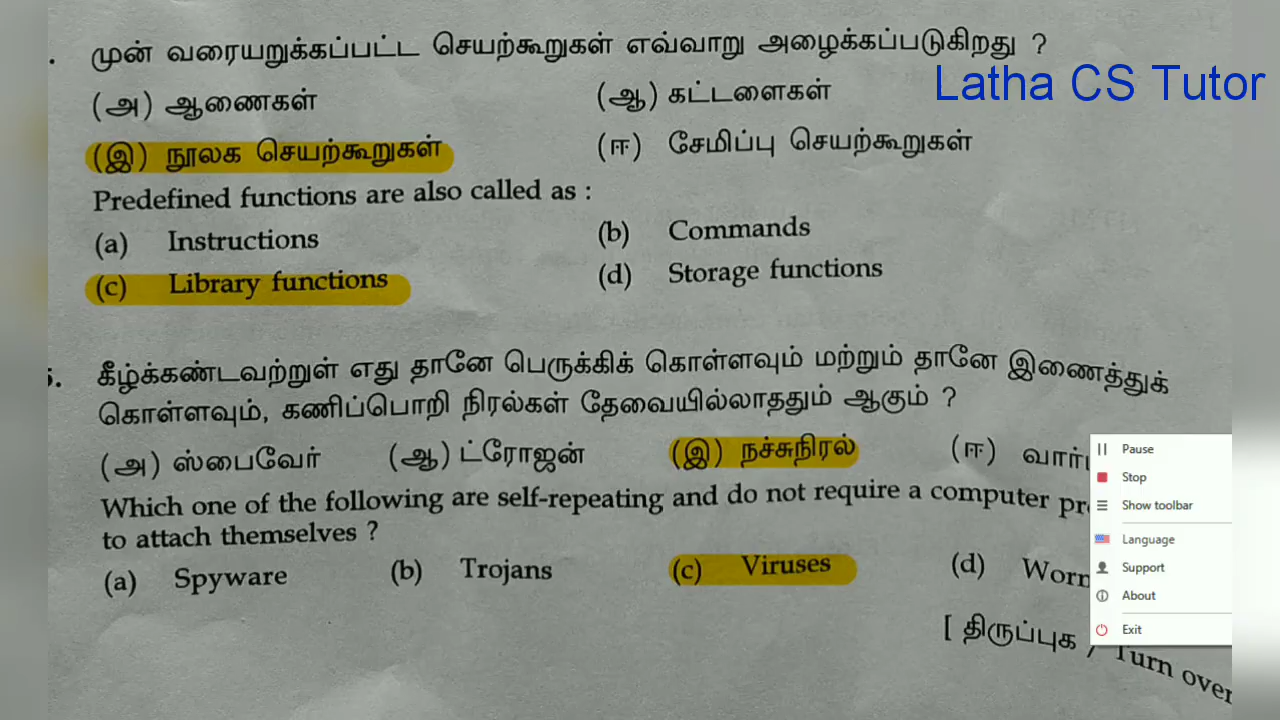 . முன் வரையறுக்கப்பட்ட செயற்கூறுகள் எவ்வாறு அழைக்கப்படுகிறது ?
Latha CS Tutor
(அ) ஆணைகள் (ஆ) கட்டளைகள்
(இ) நூலக செயற்கூறுகள் (ஈ) சேமிப்பு செயற்கூறுகள்
Predefined functions are also called as :
(a) Instructions (b) Commands
(c) Library functions (d) Storage functions
கீழ்க்கண்டவற்றுள் எது தானே பெருக்கிக் கொள்ளவும் மற்றும் தானே இணைத்துக்
கொள்ளவும், கணிப்பொறி நிரல்கள் தேவையில்லாததும் ஆகும் ?
(அ) ஸ்பைவேர் (ஆ) ட்ரோஜன் (இ) நச்சுநிரல் (ஈ)
Which one of the following are self-repeating and do not require a computer
to attach themselves ?
(a) Spyware (b) Trojans (c) Viruses (d)
[ திருப்புக / Turn over
Pause
Stop
Show toolbar
Language
Support
About
Exit